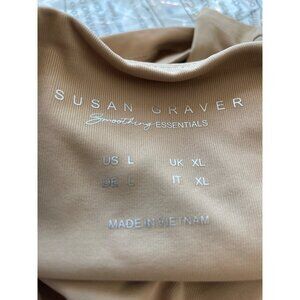 SUSAN GRAVER
Smoothing ESSENTIALS
US L UK XL
DE L IT XL
MADE IN VIETNAM